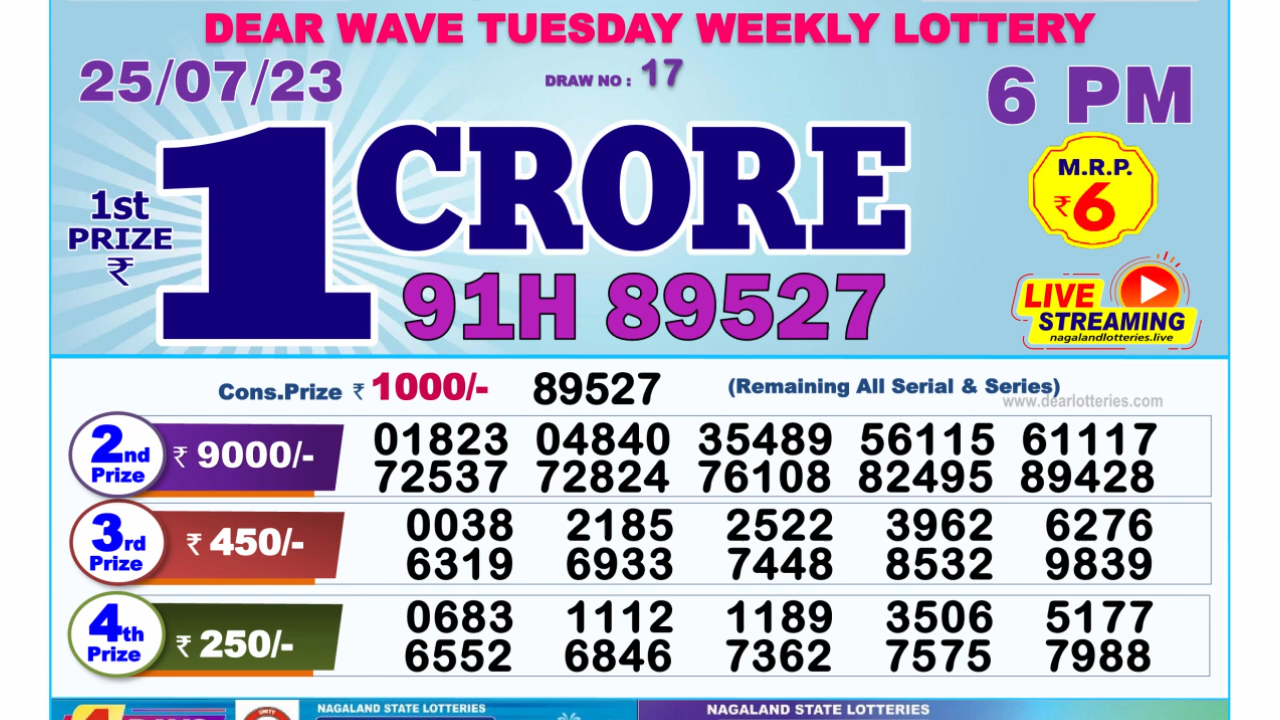 DEAR WAVE TUESDAY WEEKLY LOTTERY
25/07/23
DRAW NO : 17
6 PM
1st
PRIZE
₹
1 CRORE
M.R.P.
₹6
91H 89527
LIVE
STREAMING
nagalandlotteries.live
Cons.Prize ₹ 1000/- 89527 (Remaining All Serial & Series)
www.dearlotteries.com
2nd
Prize
₹ 9000/-
01823 04840 35489 56115 61117
72537 72824 76108 82495 89428
3rd
Prize
₹ 450/-
0038 2185 2522 3962 6276
6319 6933 7448 8532 9839
4th
Prize
₹ 250/-
0683 1112 1189 3506 5177
6552 6846 7362 7575 7988
NAGALAND STATE LOTTERIES
NAGALAND STATE LOTTERIES